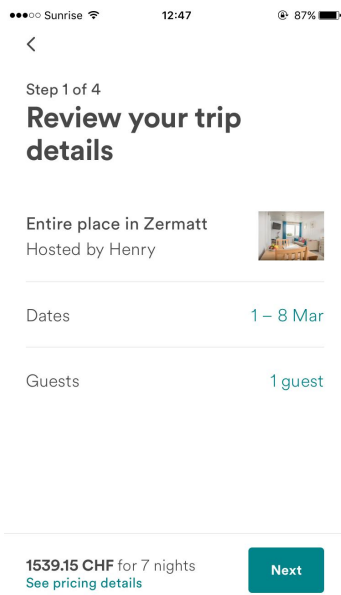 Sunrise 12:47 87%
Step 1 of 4
Review your trip
details
Entire place in Zermatt
Hosted by Henry
Dates 1 – 8 Mar
Guests 1 guest
1539.15 CHF for 7 nights
See pricing details
Next